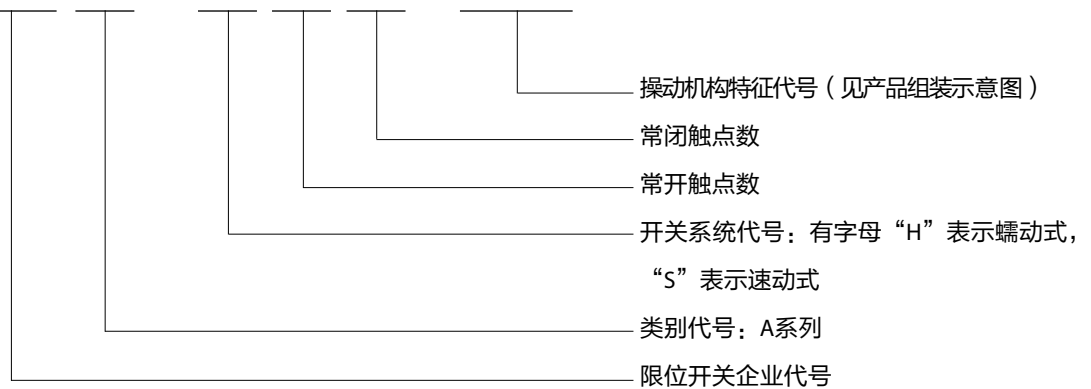 操动机构特征代号（见产品组装示意图）
常闭触点数
常开触点数
开关系统代号：有字母“H”表示蠕动式，
“S”表示速动式
类别代号：A系列
限位开关企业代号